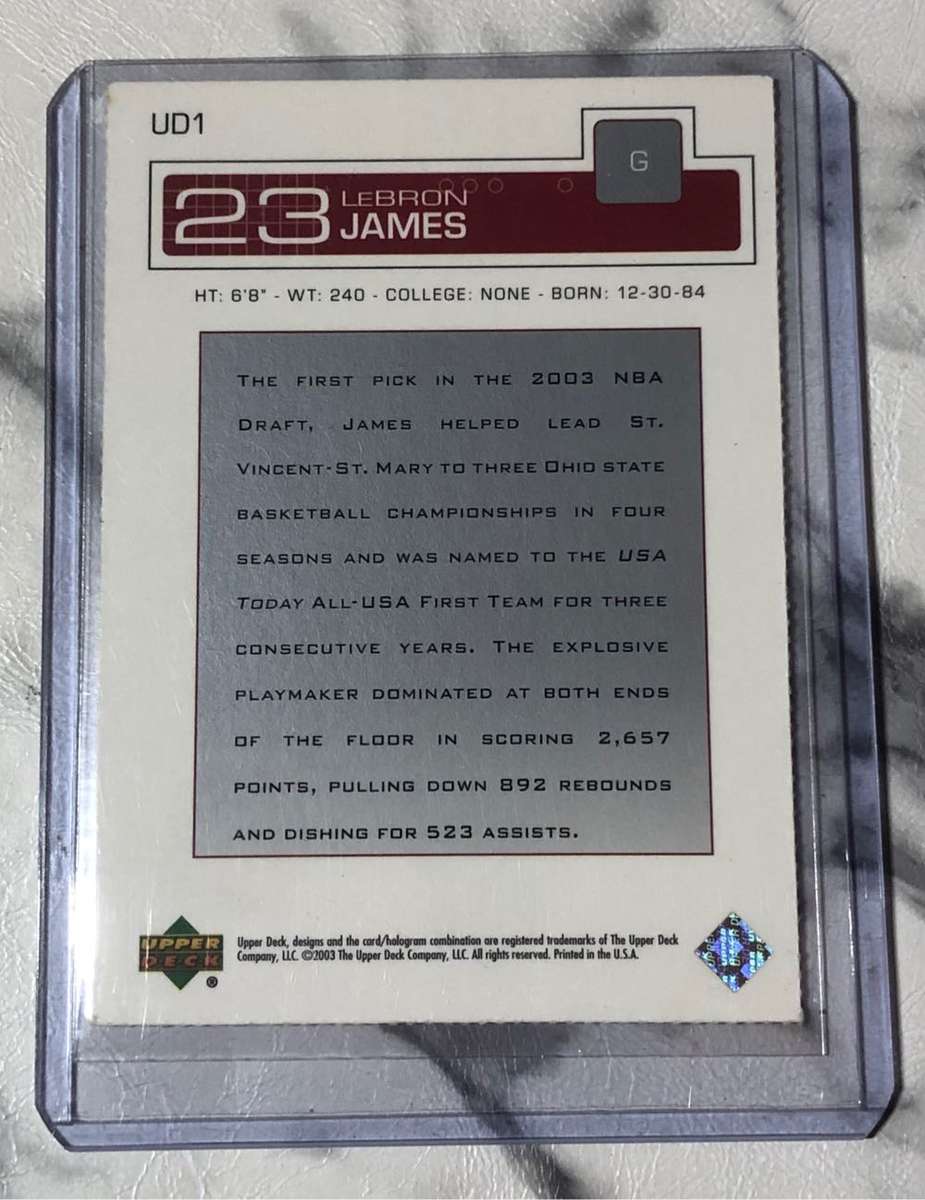 UD1
G
23 LeBRON
JAMES
HT: 6'8" - WT: 240 - COLLEGE: NONE - BORN: 12-30-84
THE FIRST PICK IN THE 2003 NBA
DRAFT, JAMES HELPED LEAD ST.
VINCENT-ST. MARY TO THREE OHIO STATE
BASKETBALL CHAMPIONSHIPS IN FOUR
SEASONS AND WAS NAMED TO THE USA
TODAY ALL-USA FIRST TEAM FOR THREE
CONSECUTIVE YEARS. THE EXPLOSIVE
PLAYMAKER DOMINATED AT BOTH ENDS
OF THE FLOOR IN SCORING 2,657
POINTS, PULLING DOWN 892 REBOUNDS
AND DISHING FOR 523 ASSISTS.
UPPER
DECK
®
Upper Deck, designs and the card/hologram combination are registered trademarks of The Upper Deck
Company, LLC. ©2003 The Upper Deck Company, LLC. All rights reserved. Printed in the U.S.A.